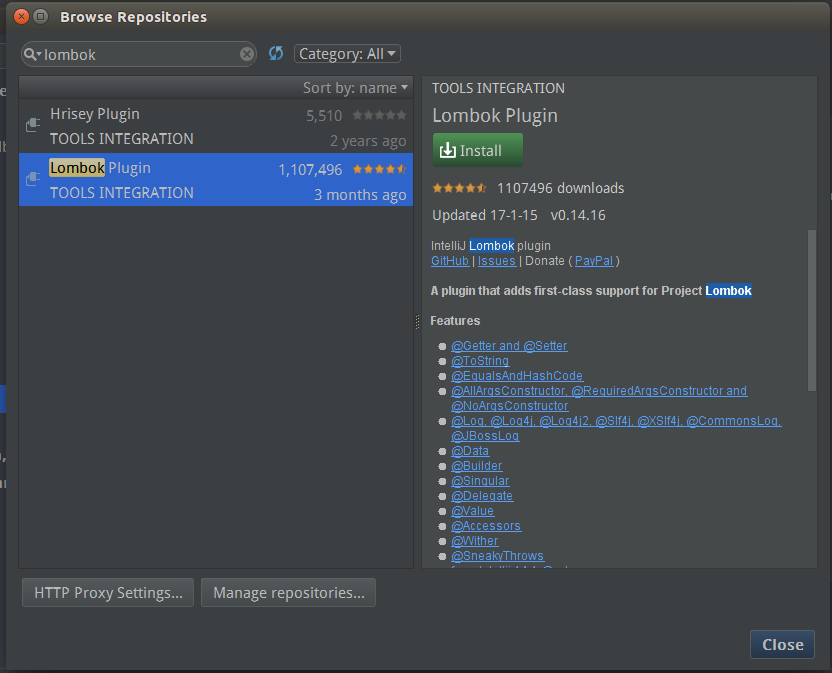 Browse Repositories
lombok
Category: All
Sort by: name
Hrisey Plugin 5,510
TOOLS INTEGRATION 2 years ago
Lombok Plugin 1,107,496
TOOLS INTEGRATION 3 months ago
TOOLS INTEGRATION
Lombok Plugin
Install
1107496 downloads
Updated 17-1-15 v0.14.16
IntelliJ Lombok plugin
GitHub | Issues | Donate ( PayPal )
A plugin that adds first-class support for Project Lombok
Features
@Getter and @Setter
@ToString
@EqualsAndHashCode
@AllArgsConstructor, @RequiredArgsConstructor and
@NoArgsConstructor
@Log, @Log4j, @Log4j2, @Slf4j, @XSlf4j, @CommonsLog,
@JBossLog
@Data
@Builder
@Singular
@Delegate
@Value
@Accessors
@Wither
@SneakyThrows
HTTP Proxy Settings...
Manage repositories...
Close